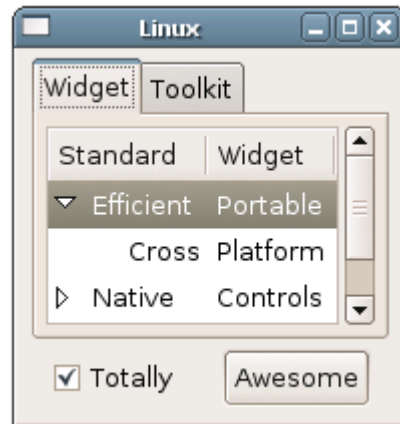 Linux
Widget Toolkit
Standard Widget
Efficient Portable
Cross Platform
Native Controls
Totally Awesome